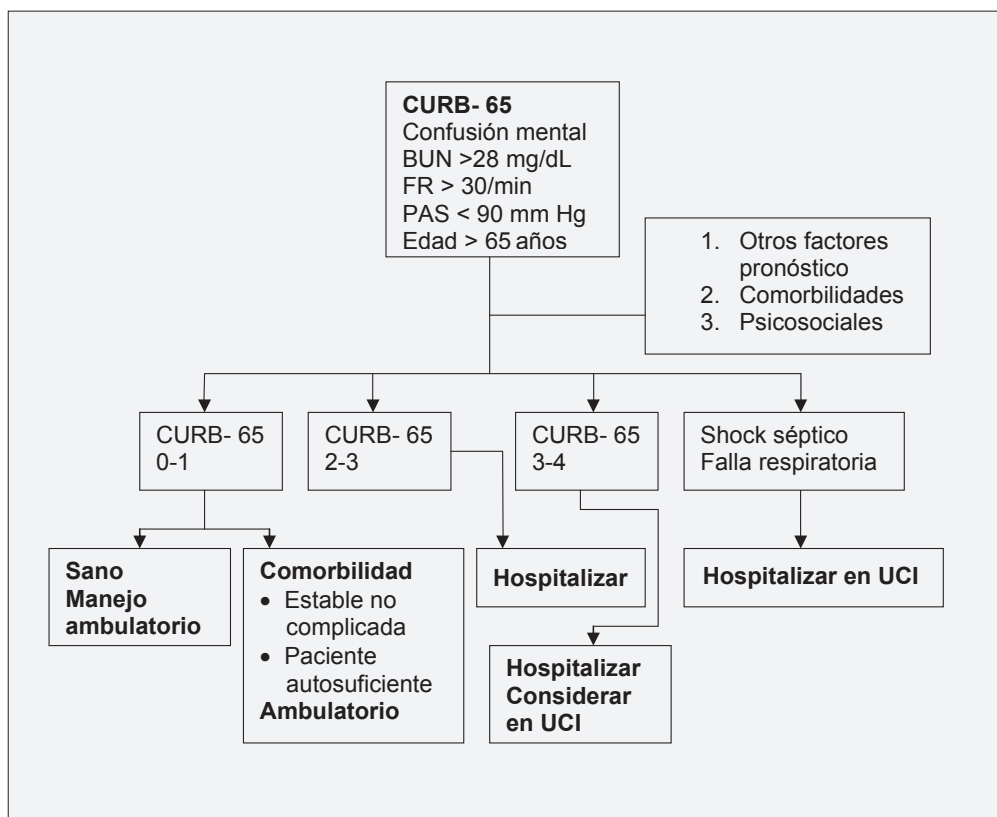 CURB- 65
Confusión mental
BUN >28 mg/dL
FR > 30/min
PAS < 90 mm Hg
Edad > 65 años
1. Otros factores
pronóstico
2. Comorbilidades
3. Psicosociales
CURB- 65
0-1
CURB- 65
2-3
CURB- 65
3-4
Shock séptico
Falla respiratoria
Sano
Manejo
ambulatorio
Comorbilidad
• Estable no
complicada
• Paciente
autosuficiente
Ambulatorio
Hospitalizar
Hospitalizar
Considerar
en UCI
Hospitalizar en UCI